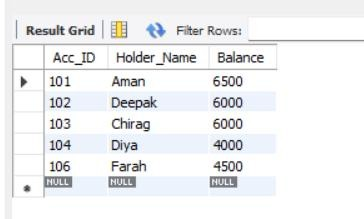 Result Grid Filter Rows:
Acc_ID Holder_Name Balance
101 Aman 6500
102 Deepak 6000
103 Chirag 6000
104 Diya 4000
106 Farah 4500
NULL NULL NULL